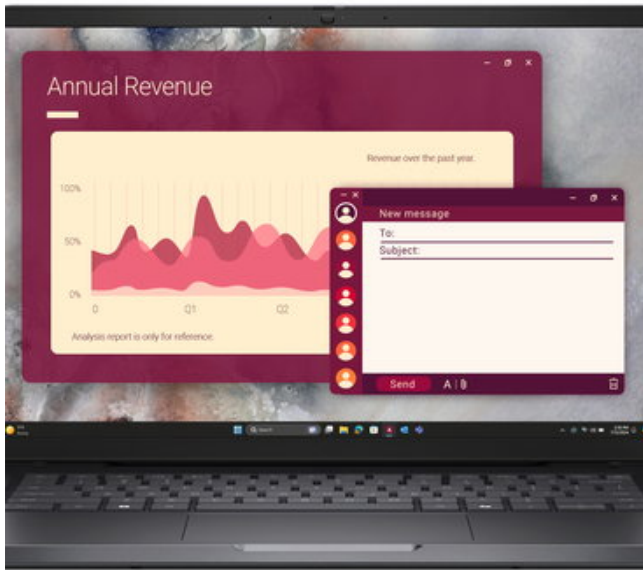 Annual Revenue
Revenue over the past year.
100%
50%
0%
0
Q1
Q2
Analysis report is only for reference.
New message
To:
Subject:
Send
A
Search